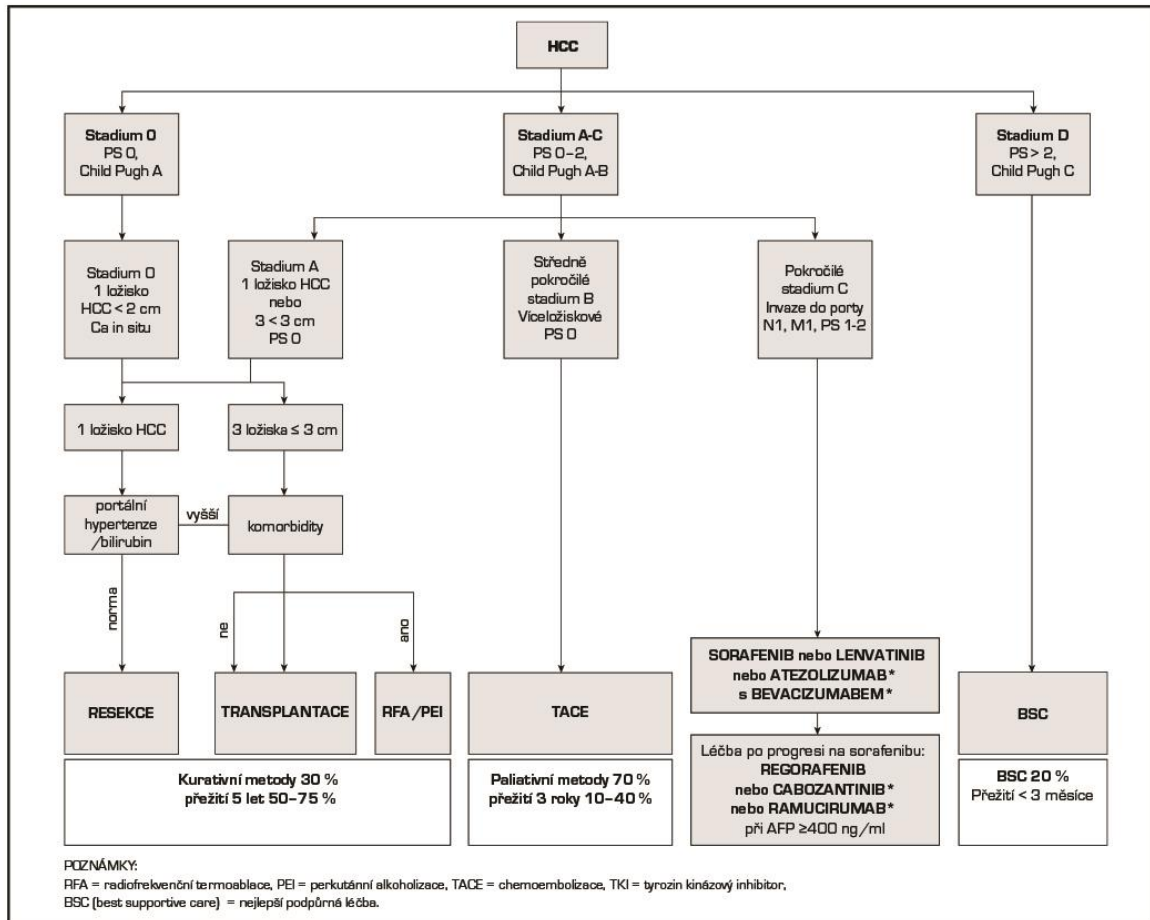 HCC
Stadium 0
PS 0,
Child Pugh A
Stadium A-C
PS 0–2,
Child Pugh A-B
Stadium D
PS > 2,
Child Pugh C
Stadium 0
1 ložisko
HCC < 2 cm
Ca in situ
Stadium A
1 ložisko HCC
nebo
3 < 3 cm
PS 0
Středně
pokročilé
stadium B
Víceložiskové
PS 0
Pokročilé
stadium C
Invaze do porty
N1, M1, PS 1-2
1 ložisko HCC
3 ložiska ≤ 3 cm
portální
hypertenze
/bilirubin
vyšší
komorbidity
norma
ne
ano
RESEKCE
TRANSPLANTACE
RFA/PEI
TACE
SORAFENIB nebo LENVATINIB
nebo ATEZOLIZUMAB*
s BEVACIZUMABEM*
BSC
Kurativní metody 30 %
přežití 5 let 50–75 %
Paliativní metody 70 %
přežití 3 roky 10–40 %
Léčba po progresi na sorafenibu:
REGORAFENIB
nebo CABOZANTINIB*
nebo RAMUCIRUMAB*
při AFP ≥400 ng/ml
BSC 20 %
Přežití < 3 měsíce
POZNÁMKY:
RFA = radiofrekvenční termoablace, PEI = perkutánní alkoholizace, TACE = chemoembolizace, TKI = tyrozin kinázový inhibitor,
BSC (best supportive care) = nejlepší podpůrná léčba.